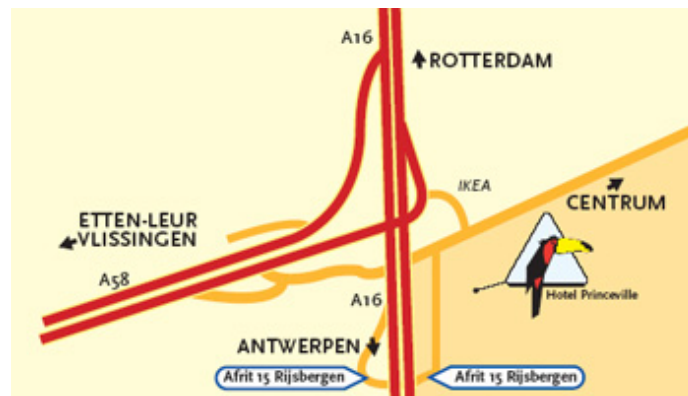 A16
ROTTERDAM
IKEA
CENTRUM
ETTEN-LEUR
VLISSINGEN
A58
Hotel Princeville
A16
ANTWERPEN
Afrit 15 Rijsbergen
Afrit 15 Rijsbergen